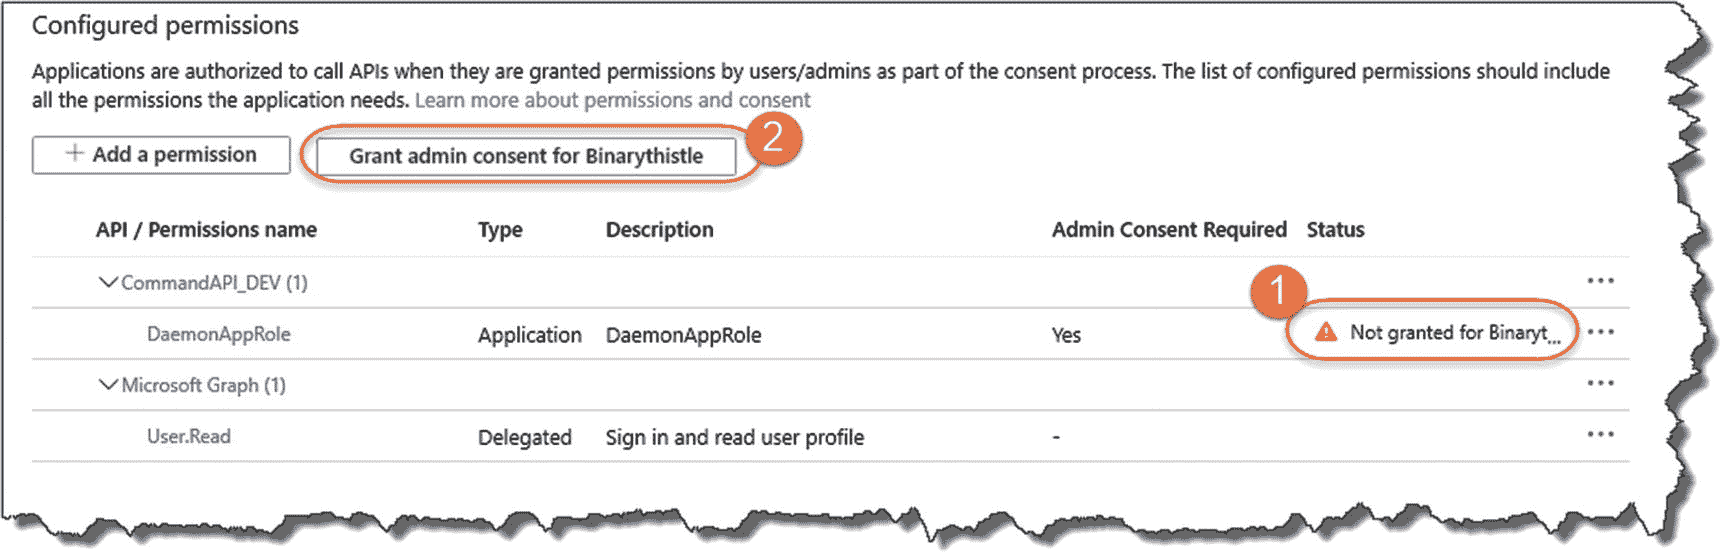 Configured permissions
Applications are authorized to call APIs when they are granted permissions by users/admins as part of the consent process. The list of configured permissions should include
all the permissions the application needs. Learn more about permissions and consent
+ Add a permission Grant admin consent for Binarythistle 2
API / Permissions name Type Description Admin Consent Required Status
CommandAPI_DEV (1) ...
1
DaemonAppRole Application DaemonAppRole Yes Not granted for Binaryt... ...
Microsoft Graph (1) ...
User.Read Delegated Sign in and read user profile - ...